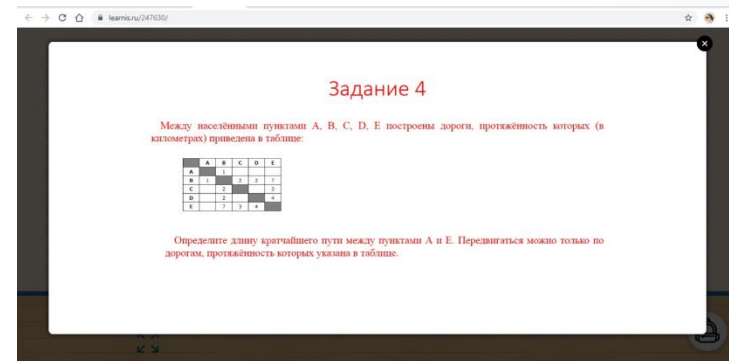 learnis.ru/247630/
Задание 4
Между населёнными пунктами A, B, C, D, E построены дороги, протяжённость которых (в
километрах) приведена в таблице:
A B C D E
A 1
B 1 2 2 7
C 2 3
D 2 4
E 7 3 4
Определите длину кратчайшего пути между пунктами A и E. Передвигаться можно только по
дорогам, протяжённость которых указана в таблице.